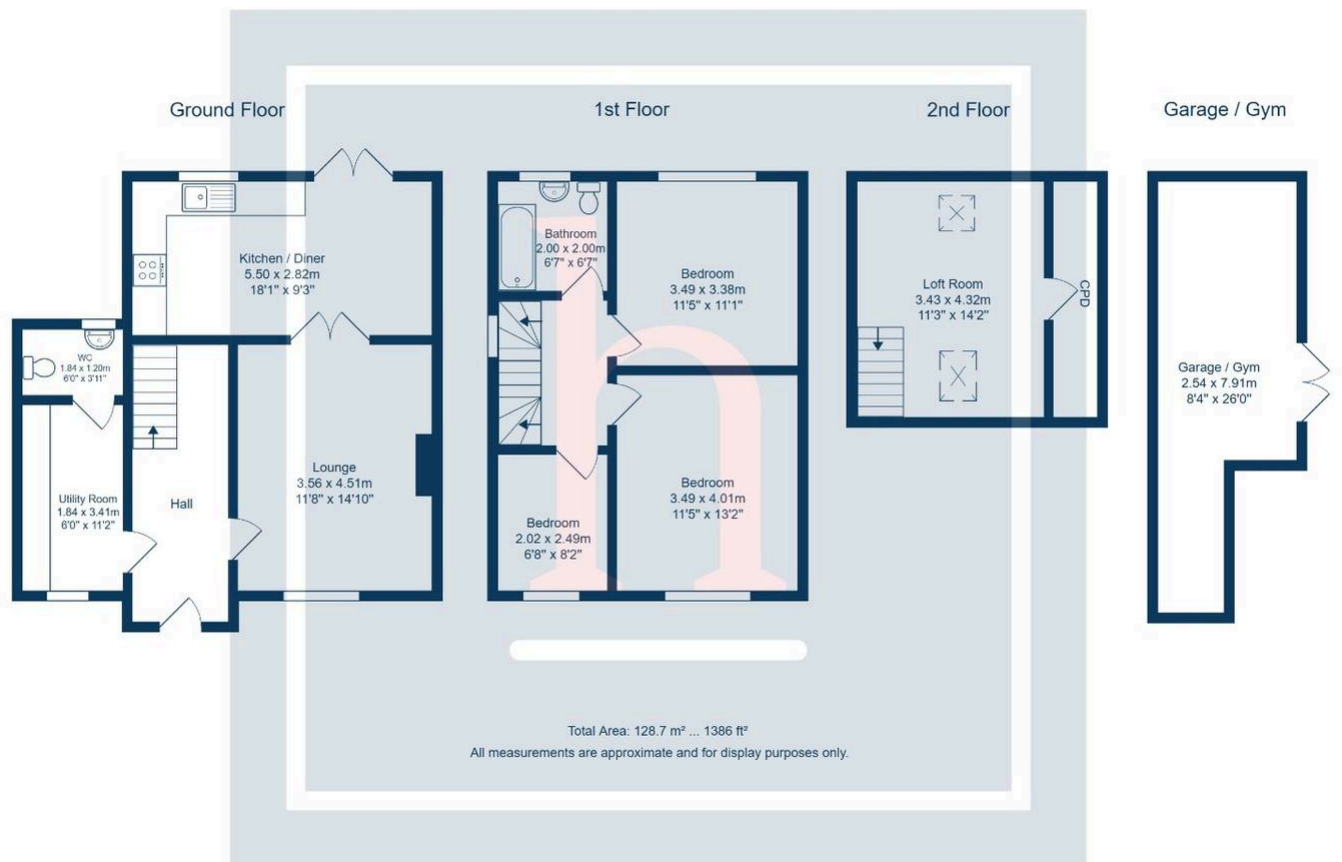 Ground Floor
1st Floor
2nd Floor
Garage / Gym
Kitchen / Diner
5.50 x 2.82m
18'1" x 9'3"
WC
1.84 x 1.20m
6'0" x 3'11"
Utility Room
1.84 x 3.41m
6'0" x 11'2"
Hall
Lounge
3.56 x 4.51m
11'8" x 14'10"
Bathroom
2.00 x 2.00m
6'7" x 6'7"
Bedroom
3.49 x 3.38m
11'5" x 11'1"
Bedroom
2.02 x 2.49m
6'8" x 8'2"
Bedroom
3.49 x 4.01m
11'5" x 13'2"
Loft Room
3.43 x 4.32m
11'3" x 14'2"
CPD
Garage / Gym
2.54 x 7.91m
8'4" x 26'0"
h
Total Area: 128.7 m² ... 1386 ft²
All measurements are approximate and for display purposes only.